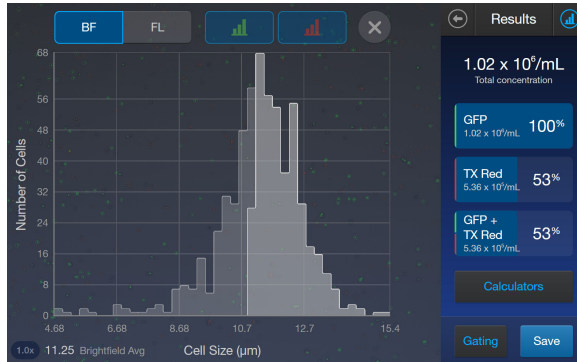 BF
FL
Results
68
56
48
40
32
24
16
8
0
Number of Cells
4.68
6.68
8.68
10.7
12.7
15.4
1.0x
11.25 Brightfield Avg
Cell Size (µm)
1.02 x 10⁶/mL
Total concentration
GFP
1.02 x 10⁶/mL
100%
TX Red
5.36 x 10⁵/mL
53%
GFP +
TX Red
5.36 x 10⁵/mL
53%
Calculators
Gating
Save